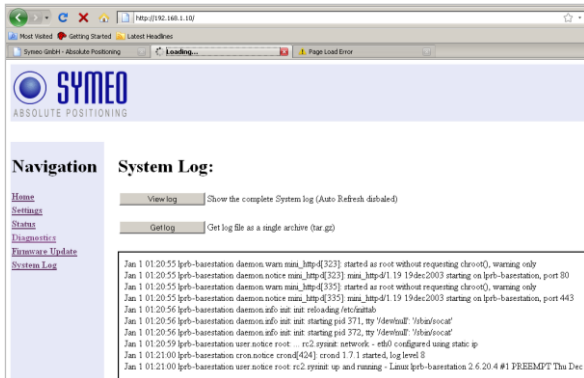 http://192.168.1.10/
Most Visited Getting Started Latest Headlines
Symeo GmbH - Absolute Positioning Loading... Page Load Error
SYMEO
ABSOLUTE POSITIONING
Navigation
Home
Settings
Status
Diagnostics
Firmware Update
System Log
System Log:
View log Show the complete System log (Auto Refresh disbaled)
Get log Get log file as a single archive (tar.gz)
Jan 1 01:20:55 lprb-basestation daemon.warn mini_httpd[323]: started as root without requesting chroot(), warning only
Jan 1 01:20:55 lprb-basestation daemon.notice mini_httpd[323]: mini_httpd/1.19 19dec2003 starting on lprb-basestation, port 80
Jan 1 01:20:55 lprb-basestation daemon.warn mini_httpd[335]: started as root without requesting chroot(), warning only
Jan 1 01:20:55 lprb-basestation daemon.notice mini_httpd[335]: mini_httpd/1.19 19dec2003 starting on lprb-basestation, port 443
Jan 1 01:20:56 lprb-basestation daemon.info init: init: reloading /etc/inittab
Jan 1 01:20:56 lprb-basestation daemon.info init: init: starting pid 371, tty '/dev/null': '/sbin/socat'
Jan 1 01:20:56 lprb-basestation daemon.info init: init: starting pid 372, tty '/dev/null': '/sbin/socat'
Jan 1 01:20:59 lprb-basestation user.notice root: ... rc2.sysinit: network - eth0 configured using static ip
Jan 1 01:21:00 lprb-basestation cron.notice crond[424]: crond 1.7.1 started, log level 8
Jan 1 01:21:00 lprb-basestation user.notice root: rc2.sysinit: up and running - Linux lprb-basestation 2.6.20.4 #1 PREEMPT Thu Dec